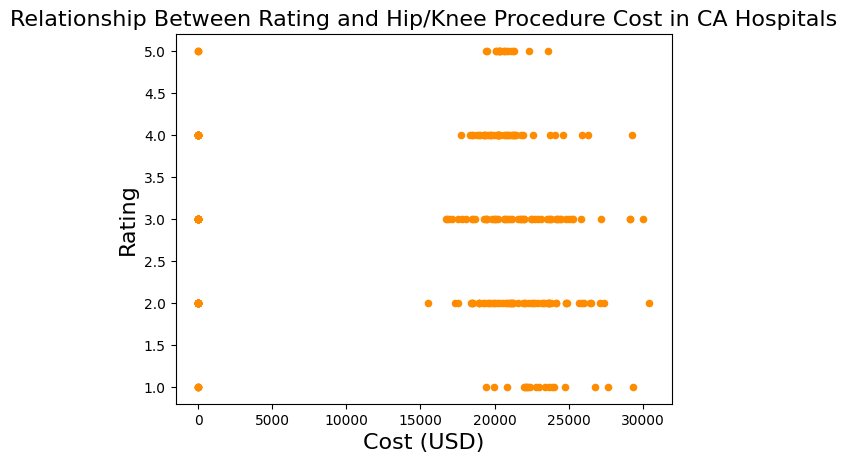 Relationship Between Rating and Hip/Knee Procedure Cost in CA Hospitals
5.0
4.5
4.0
3.5
3.0
2.5
2.0
1.5
1.0
Rating
0 5000 10000 15000 20000 25000 30000
Cost (USD)